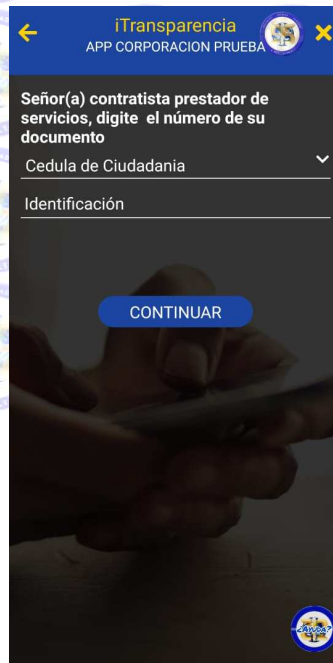 iTransparencia
APP CORPORACION PRUEBA
Señor(a) contratista prestador de
servicios, digite el número de su
documento
Cedula de Ciudadania
Identificación
CONTINUAR
¿AYUDA?